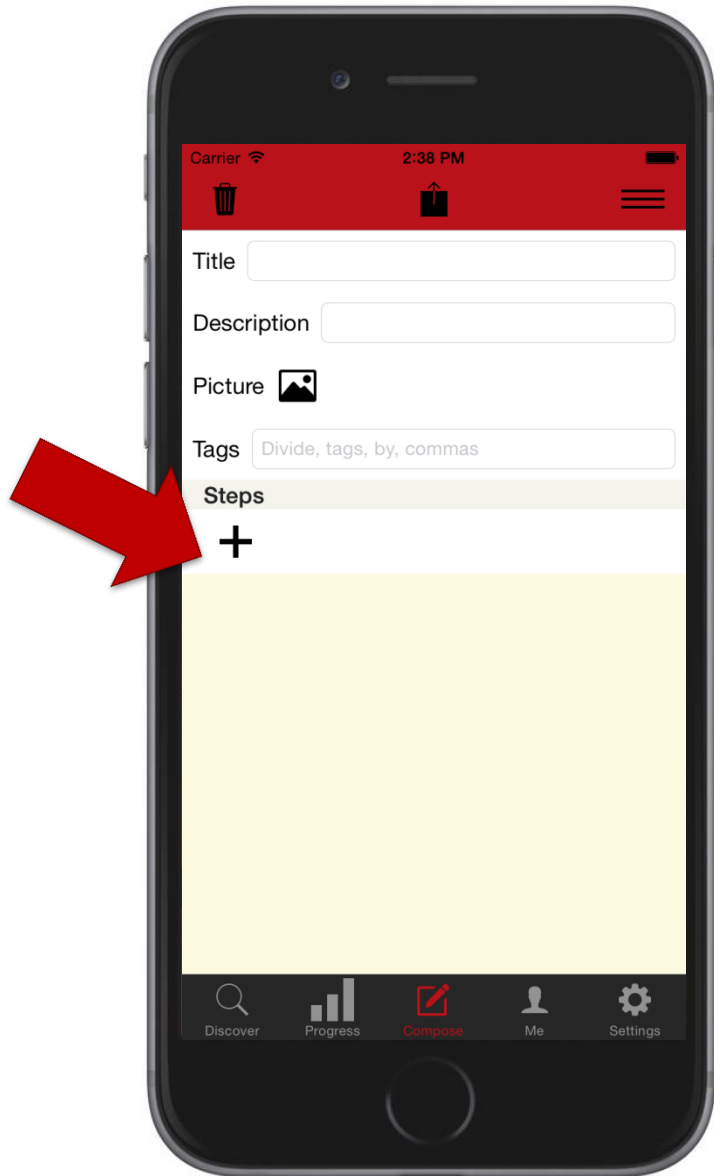 Carrier 2:38 PM
Title
Description
Picture
Tags Divide, tags, by, commas
Steps
Discover Progress Compose Me Settings